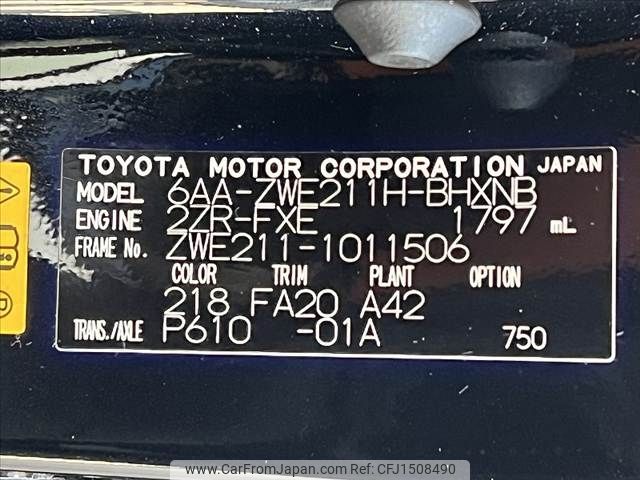 TOYOTA MOTOR CORPORATION JAPAN
MODEL 6AA-ZWE211H-BHXNB
ENGINE 2ZR-FXE 1797 mL
FRAME No. ZWE211-1011506
COLOR TRIM PLANT OPTION
218 FA20 A42
TRANS./AXLE P610 -01A 750
www.CarFromJapan.com CFJ1508490